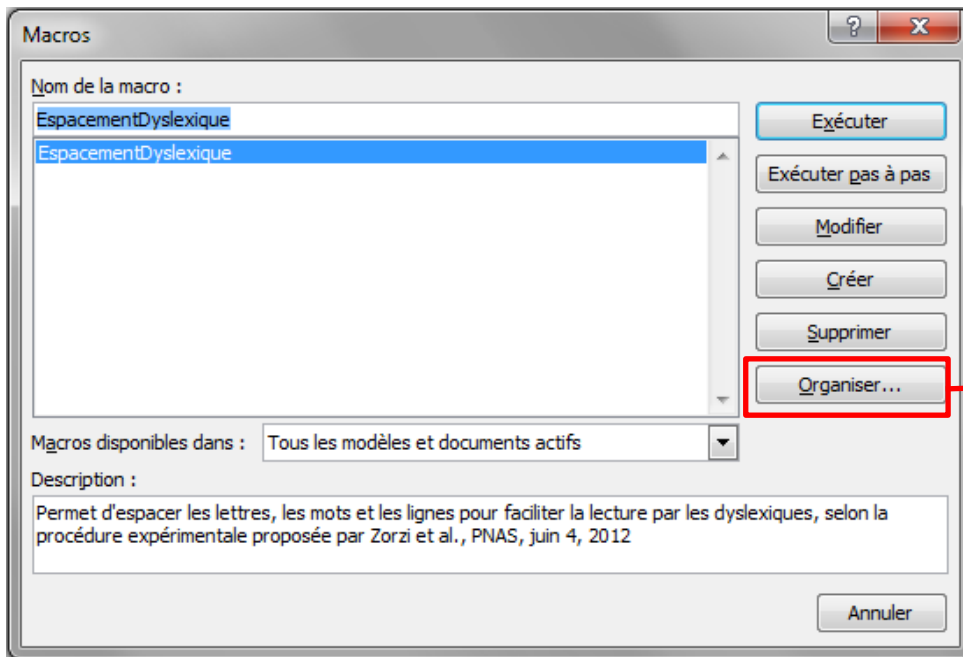 Macros
Nom de la macro :
EspacementDyslexique
EspacementDyslexique
Exécuter
Exécuter pas à pas
Modifier
Créer
Supprimer
Organiser...
Macros disponibles dans :
Tous les modèles et documents actifs
Description :
Permet d'espacer les lettres, les mots et les lignes pour faciliter la lecture par les dyslexiques, selon la
procédure expérimentale proposée par Zorzi et al., PNAS, juin 4, 2012
Annuler